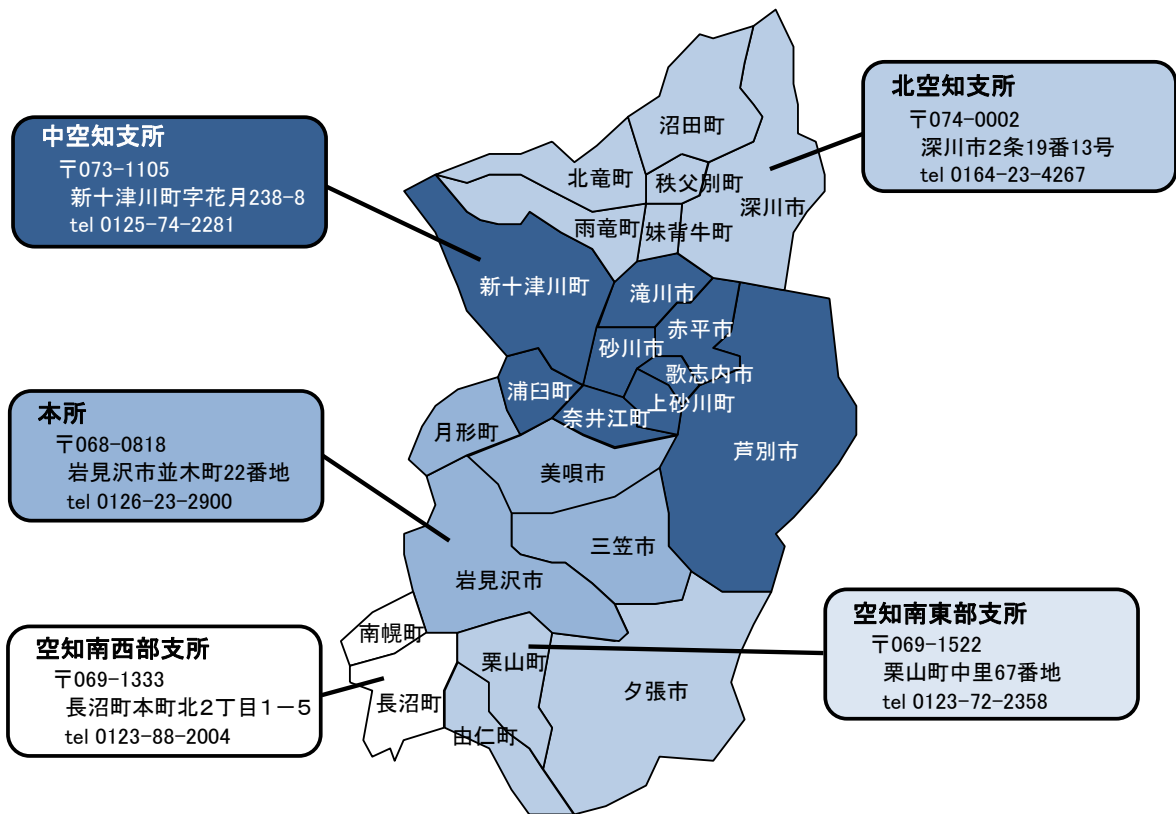 北空知支所
〒074-0002
深川市2条19番13号
tel 0164-23-4267
中空知支所
〒073-1105
新十津川町字花月238-8
tel 0125-74-2281
本所
〒068-0818
岩見沢市並木町22番地
tel 0126-23-2900
空知南西部支所
〒069-1333
長沼町本町北2丁目1-5
tel 0123-88-2004
空知南東部支所
〒069-1522
栗山町中里67番地
tel 0123-72-2358
沼田町
北竜町
秩父別町
深川市
雨竜町
妹背牛町
新十津川町
滝川市
赤平市
砂川市
歌志内市
浦臼町
上砂川町
奈井江町
月形町
芦別市
美唄市
三笠市
岩見沢市
南幌町
栗山町
夕張市
長沼町
由仁町